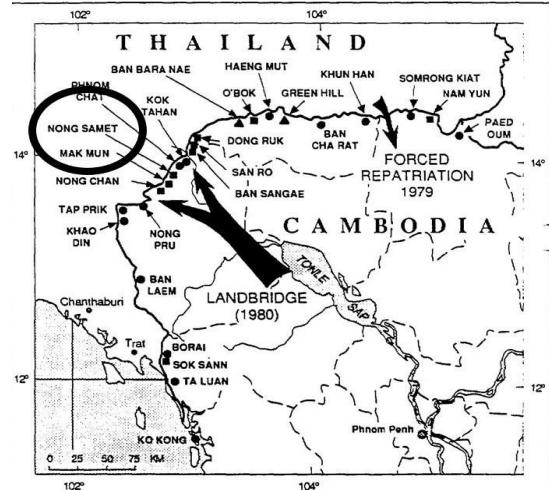 102°
104°
THAILAND
BAN BARA NAE
HAENG MUT
KHUN HAN
SOMRONG KIAT
PHNOM
CHAT
O'BOK
GREEN HILL
NAM YUN
KOK
TAHAN
NONG SAMET
DONG RUK
BAN
CHA RAT
PAED
OUM
14°
MAK MUN
SAN RO
FORCED
REPATRIATION
1979
14°
NONG CHAN
BAN SANGAE
TAP PRIK
CAMBODIA
KHAO
DIN
NONG
PRU
TONLE
SAP
BAN
LAEM
LANDBRIDGE
(1980)
Chanthaburi
Trat
BORAI
SOK SANN
12°
TA LUAN
12°
KO KONG
Phnom Penh
0 25 50 75 KM
102°
104°